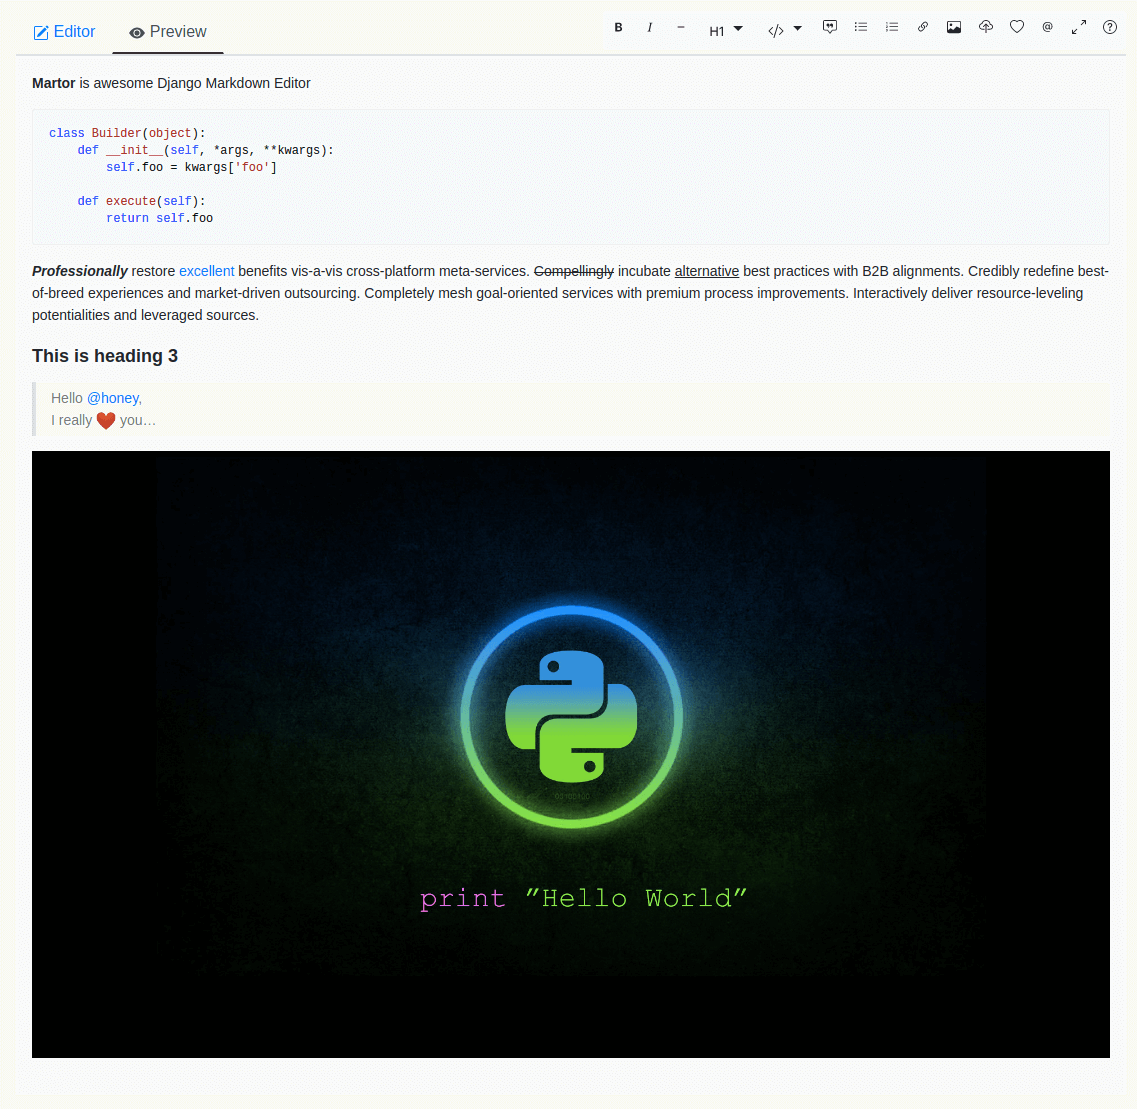 Editor Preview B I H1 </> @
Martor is awesome Django Markdown Editor
class Builder(object):
    def __init__(self, *args, **kwargs):
        self.foo = kwargs['foo']
    def execute(self):
        return self.foo
Professionally restore excellent benefits vis-a-vis cross-platform meta-services. Compellingly incubate alternative best practices with B2B alignments. Credibly redefine best-
of-breed experiences and market-driven outsourcing. Completely mesh goal-oriented services with premium process improvements. Interactively deliver resource-leveling
potentialities and leveraged sources.
This is heading 3
Hello @honey,
I really ❤️ you…
print ”Hello World”